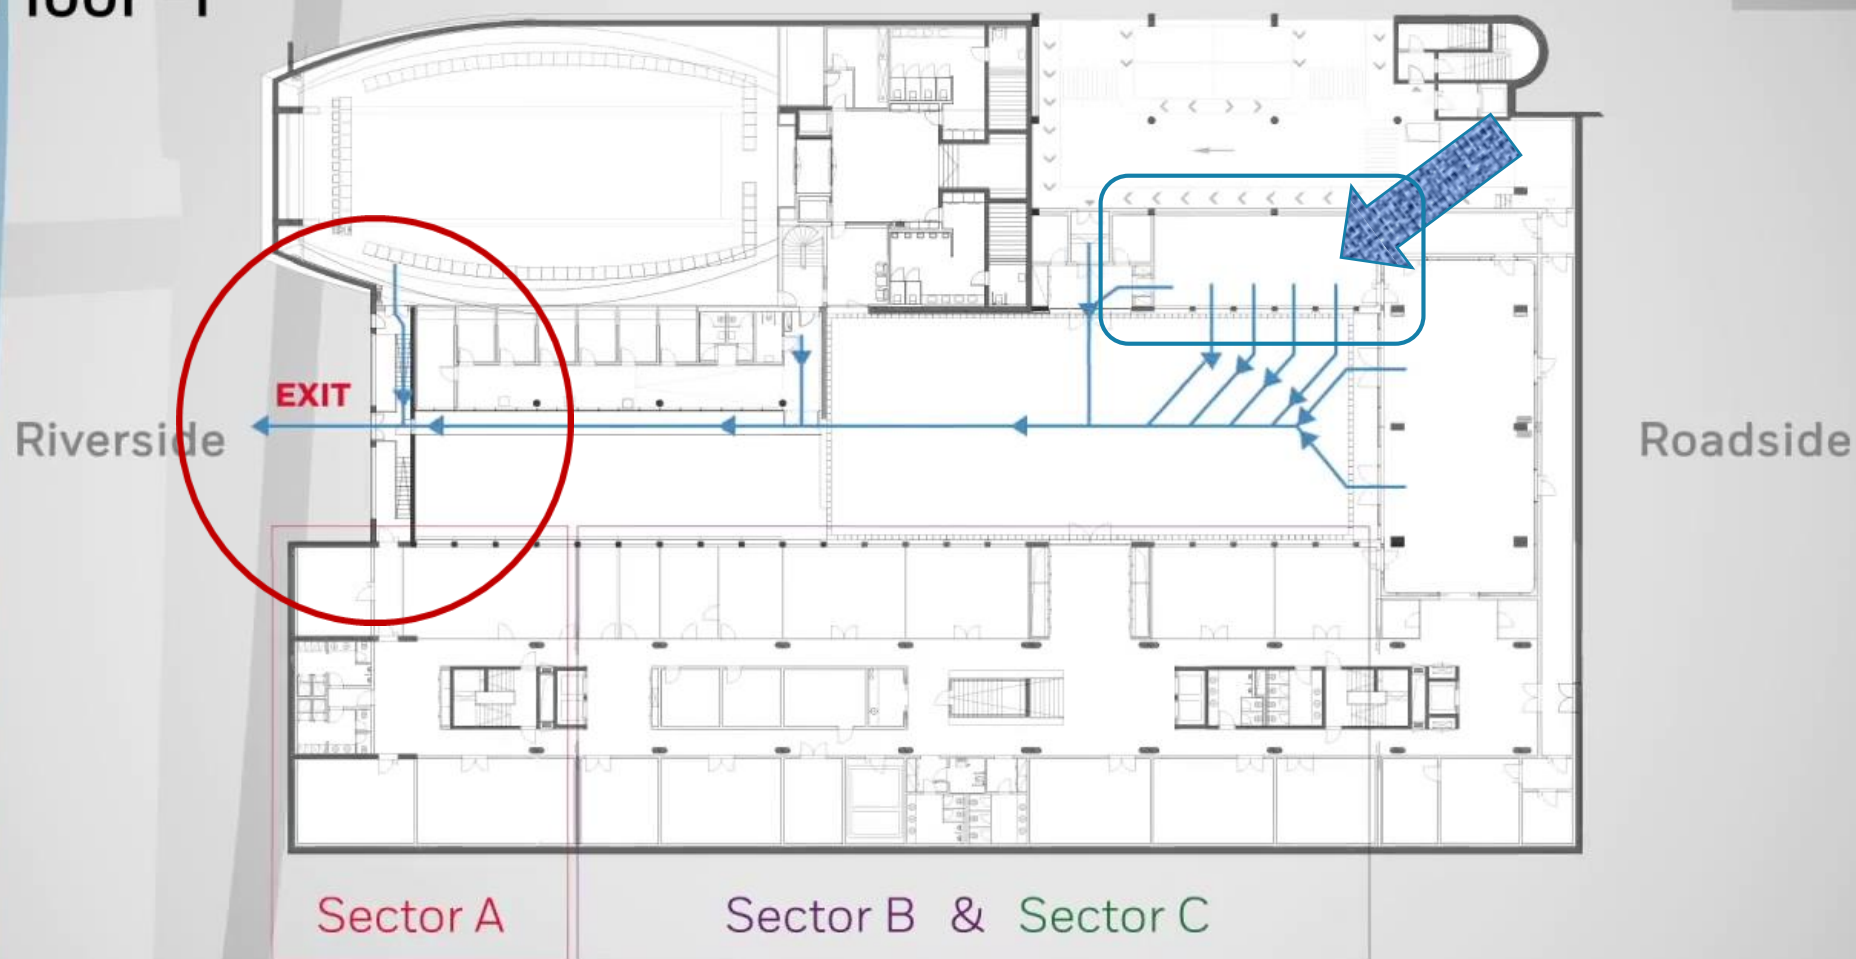 EXIT
Riverside
Roadside
Sector A
Sector B & Sector C